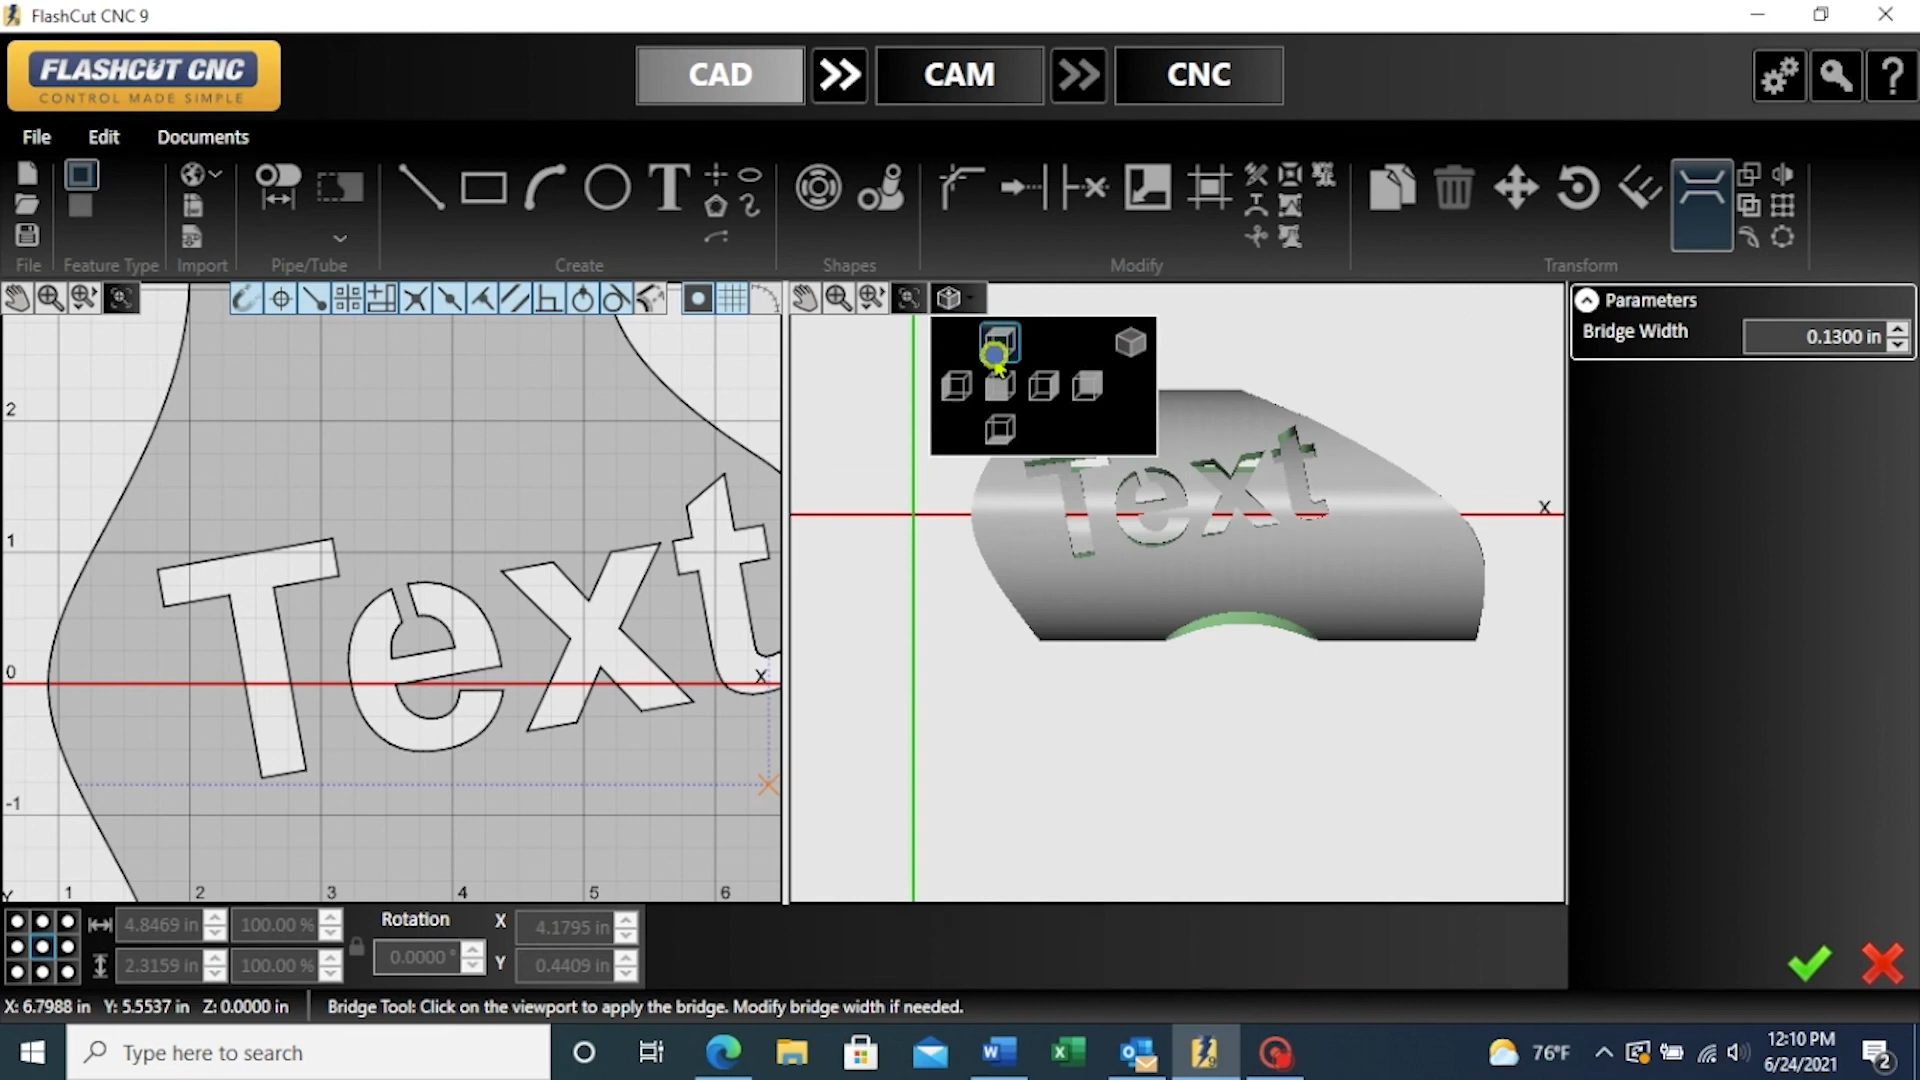 FlashCut CNC 9
FLASHCUT CNC
CONTROL MADE SIMPLE
CAD
CAM
CNC
File
Edit
Documents
File
Feature Type
Import
Pipe/Tube
Create
Shapes
Modify
Transform
Parameters
Bridge Width
0.1300 in
2
1
0
-1
Text
X
Y
1
2
3
4
5
6
Text
X
4.8469 in
100.00 %
Rotation
X
4.1795 in
2.3159 in
100.00 %
0.0000 °
Y
0.4409 in
X: 6.7988 in Y: 5.5537 in Z: 0.0000 in
Bridge Tool: Click on the viewport to apply the bridge. Modify bridge width if needed.
Type here to search
76°F
12:10 PM
6/24/2021
2